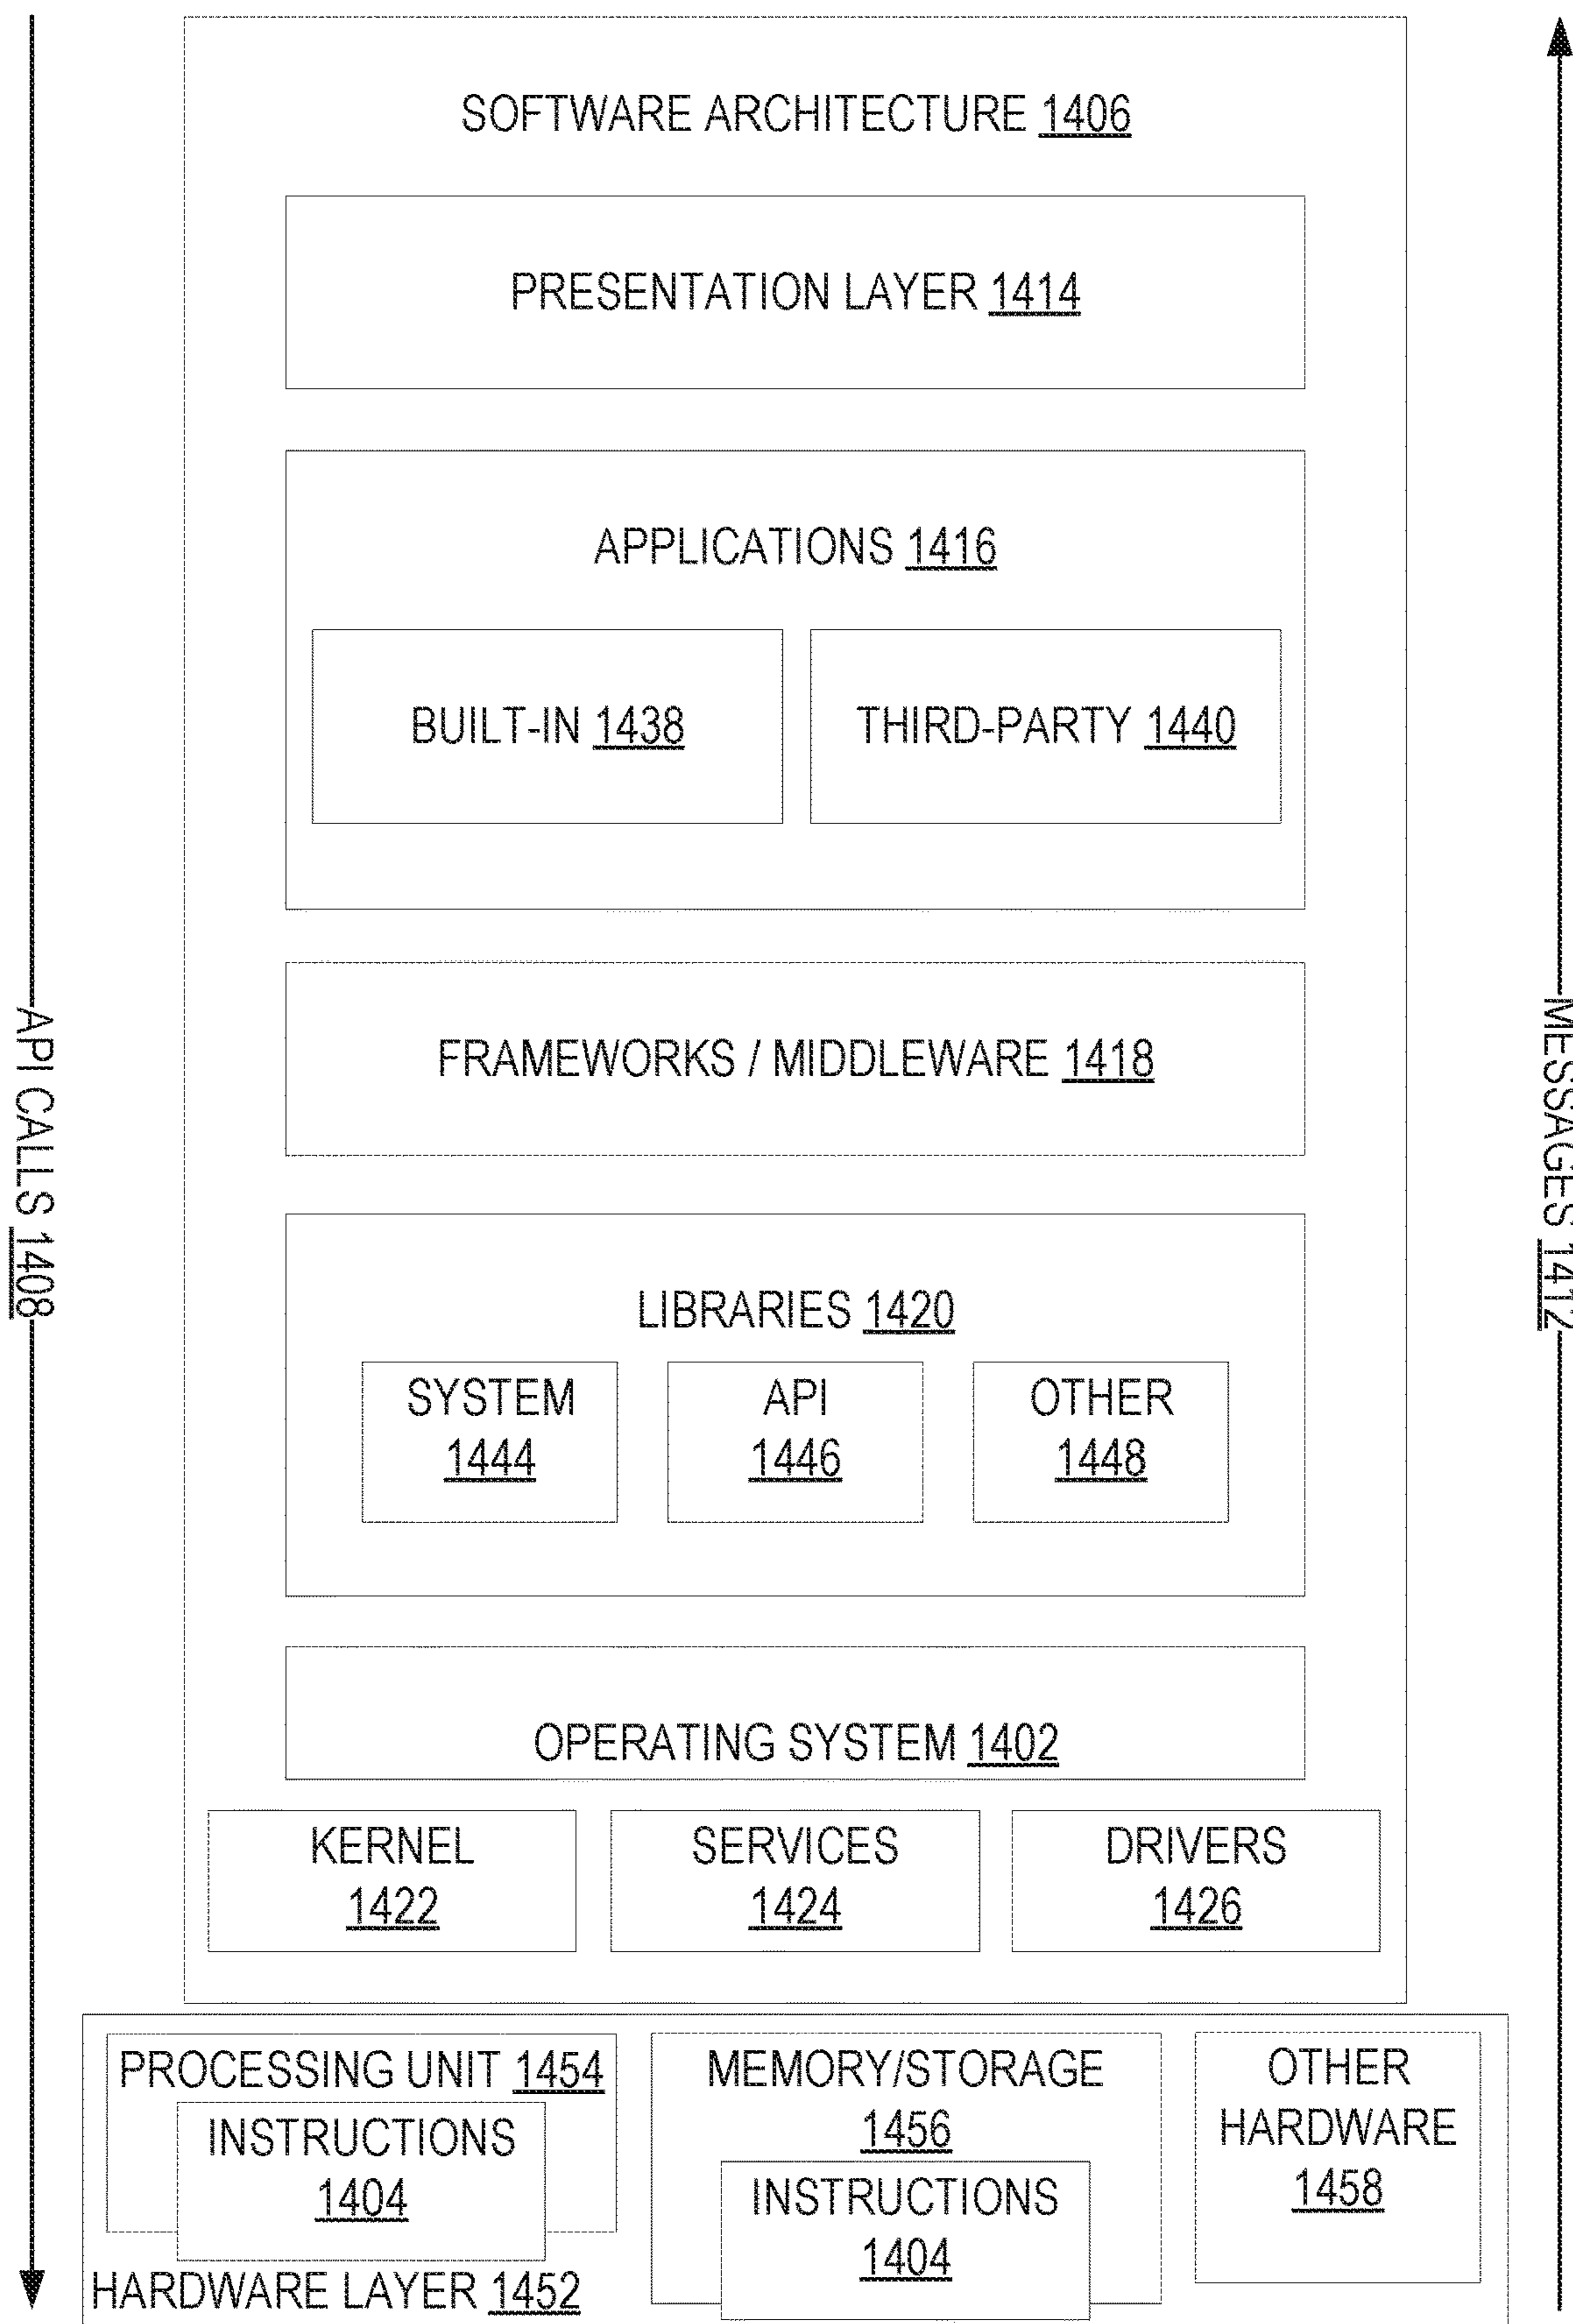 SOFTWARE ARCHITECTURE 1406
PRESENTATION LAYER 1414
APPLICATIONS 1416
BUILT-IN 1438
THIRD-PARTY 1440
FRAMEWORKS / MIDDLEWARE 1418
API CALLS 1408
MESSAGES 1412
LIBRARIES 1420
SYSTEM
1444
API
1446
OTHER
1448
OPERATING SYSTEM 1402
KERNEL
1422
SERVICES
1424
DRIVERS
1426
PROCESSING UNIT 1454
INSTRUCTIONS
1404
MEMORY/STORAGE
1456
INSTRUCTIONS
1404
OTHER
HARDWARE
1458
HARDWARE LAYER 1452